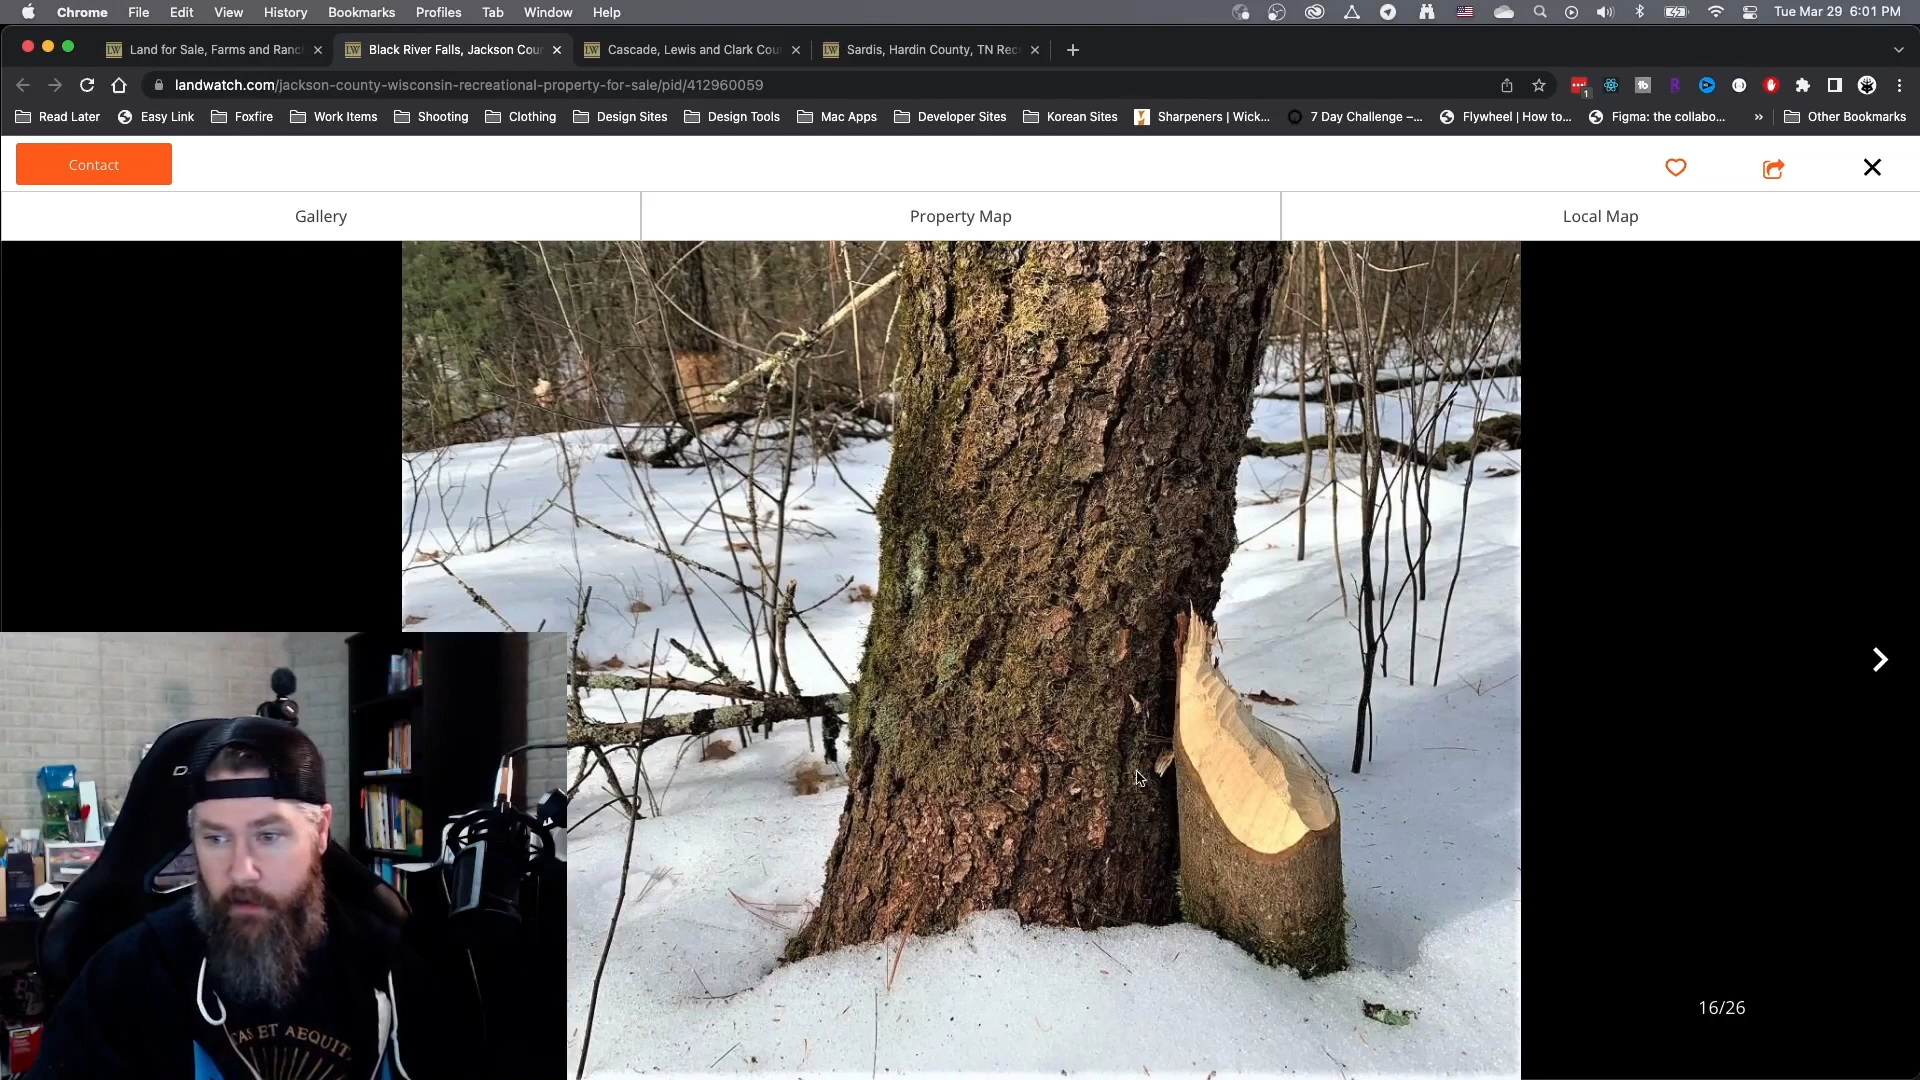 Chrome File Edit View History Bookmarks Profiles Tab Window Help Tue Mar 29 6:01 PM
Land for Sale, Farms and Ranc
Black River Falls, Jackson Cou
Cascade, Lewis and Clark Cou
Sardis, Hardin County, TN Rec
landwatch.com/jackson-county-wisconsin-recreational-property-for-sale/pid/412960059
1
Read Later Easy Link Foxfire Work Items Shooting Clothing Design Sites Design Tools Mac Apps Developer Sites Korean Sites Sharpeners | Wick... 7 Day Challenge –... Flywheel | How to... Figma: the collabo... » Other Bookmarks
Contact
Gallery Property Map Local Map
16/26
AS ET AEQUIT